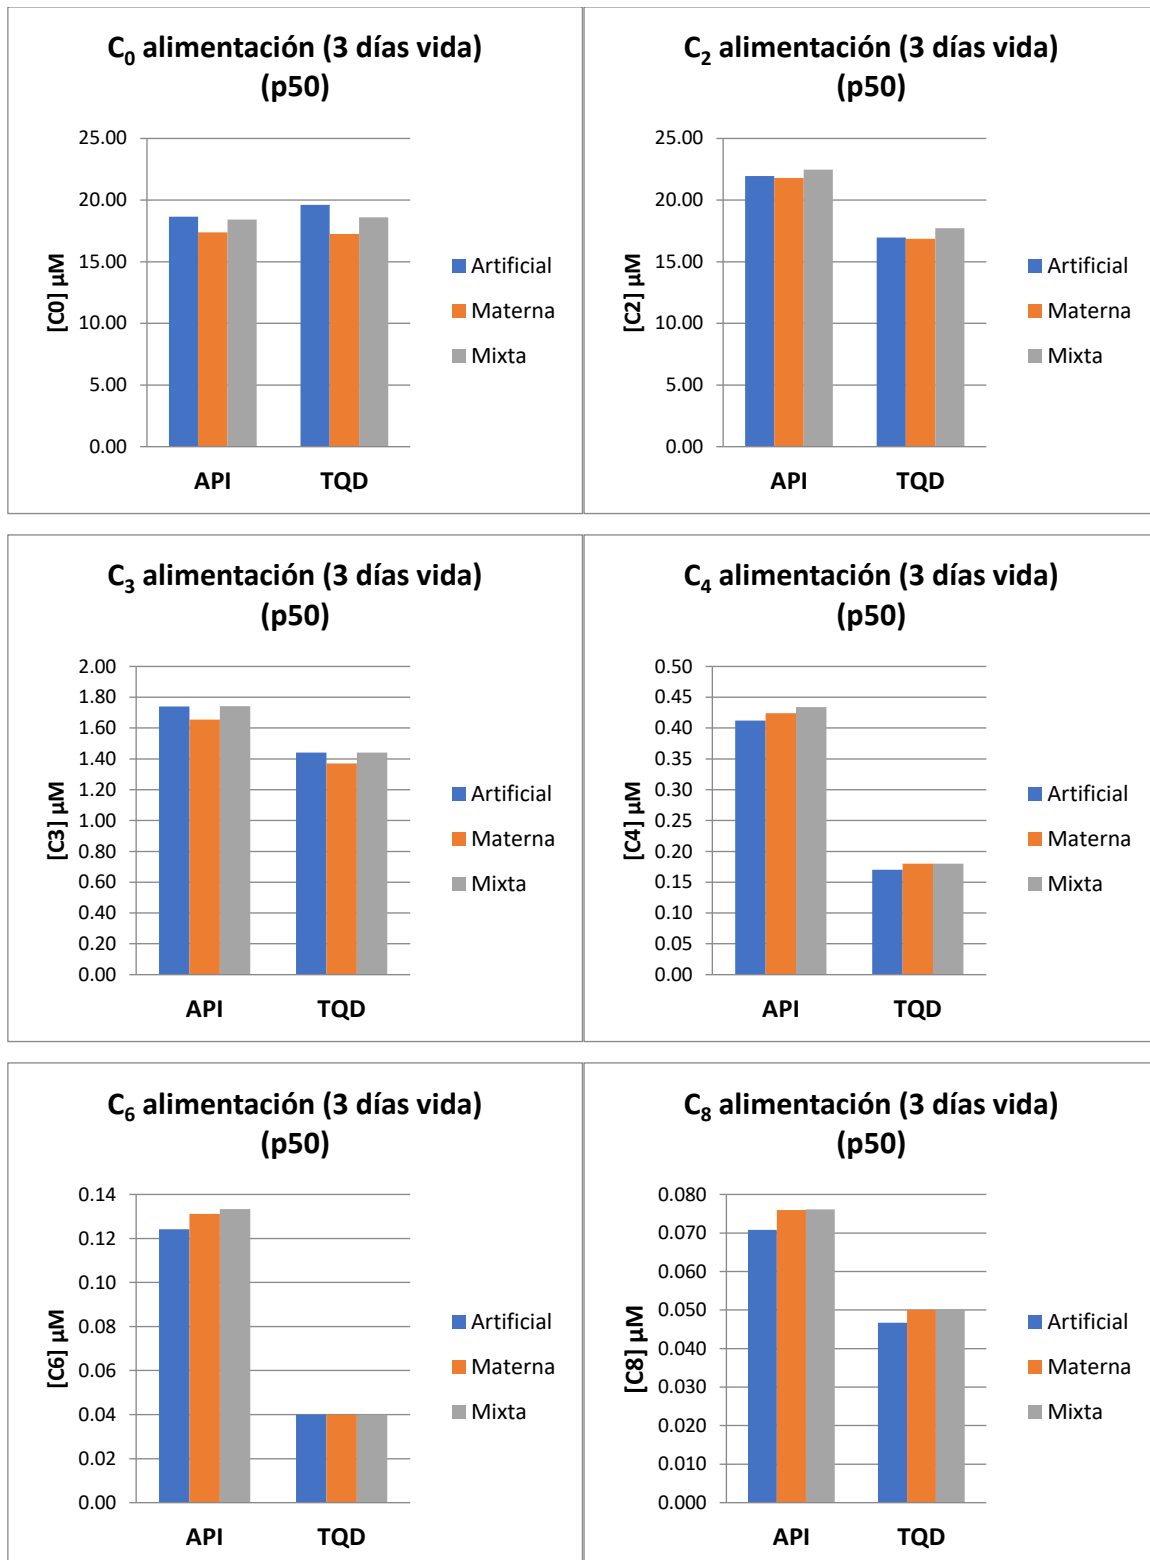 C0 alimentación (3 días vida)
(p50)
25.00
20.00
15.00
10.00
5.00
0.00
[C0] µM
API
TQD
Artificial
Materna
Mixta
C2 alimentación (3 días vida)
(p50)
25.00
20.00
15.00
10.00
5.00
0.00
[C2] µM
API
TQD
Artificial
Materna
Mixta
C3 alimentación (3 días vida)
(p50)
2.00
1.80
1.60
1.40
1.20
1.00
0.80
0.60
0.40
0.20
0.00
[C3] µM
API
TQD
Artificial
Materna
Mixta
C4 alimentación (3 días vida)
(p50)
0.50
0.45
0.40
0.35
0.30
0.25
0.20
0.15
0.10
0.05
0.00
[C4] µM
API
TQD
Artificial
Materna
Mixta
C6 alimentación (3 días vida)
(p50)
0.14
0.12
0.10
0.08
0.06
0.04
0.02
0.00
[C6] µM
API
TQD
Artificial
Materna
Mixta
C8 alimentación (3 días vida)
(p50)
0.080
0.070
0.060
0.050
0.040
0.030
0.020
0.010
0.000
[C8] µM
API
TQD
Artificial
Materna
Mixta